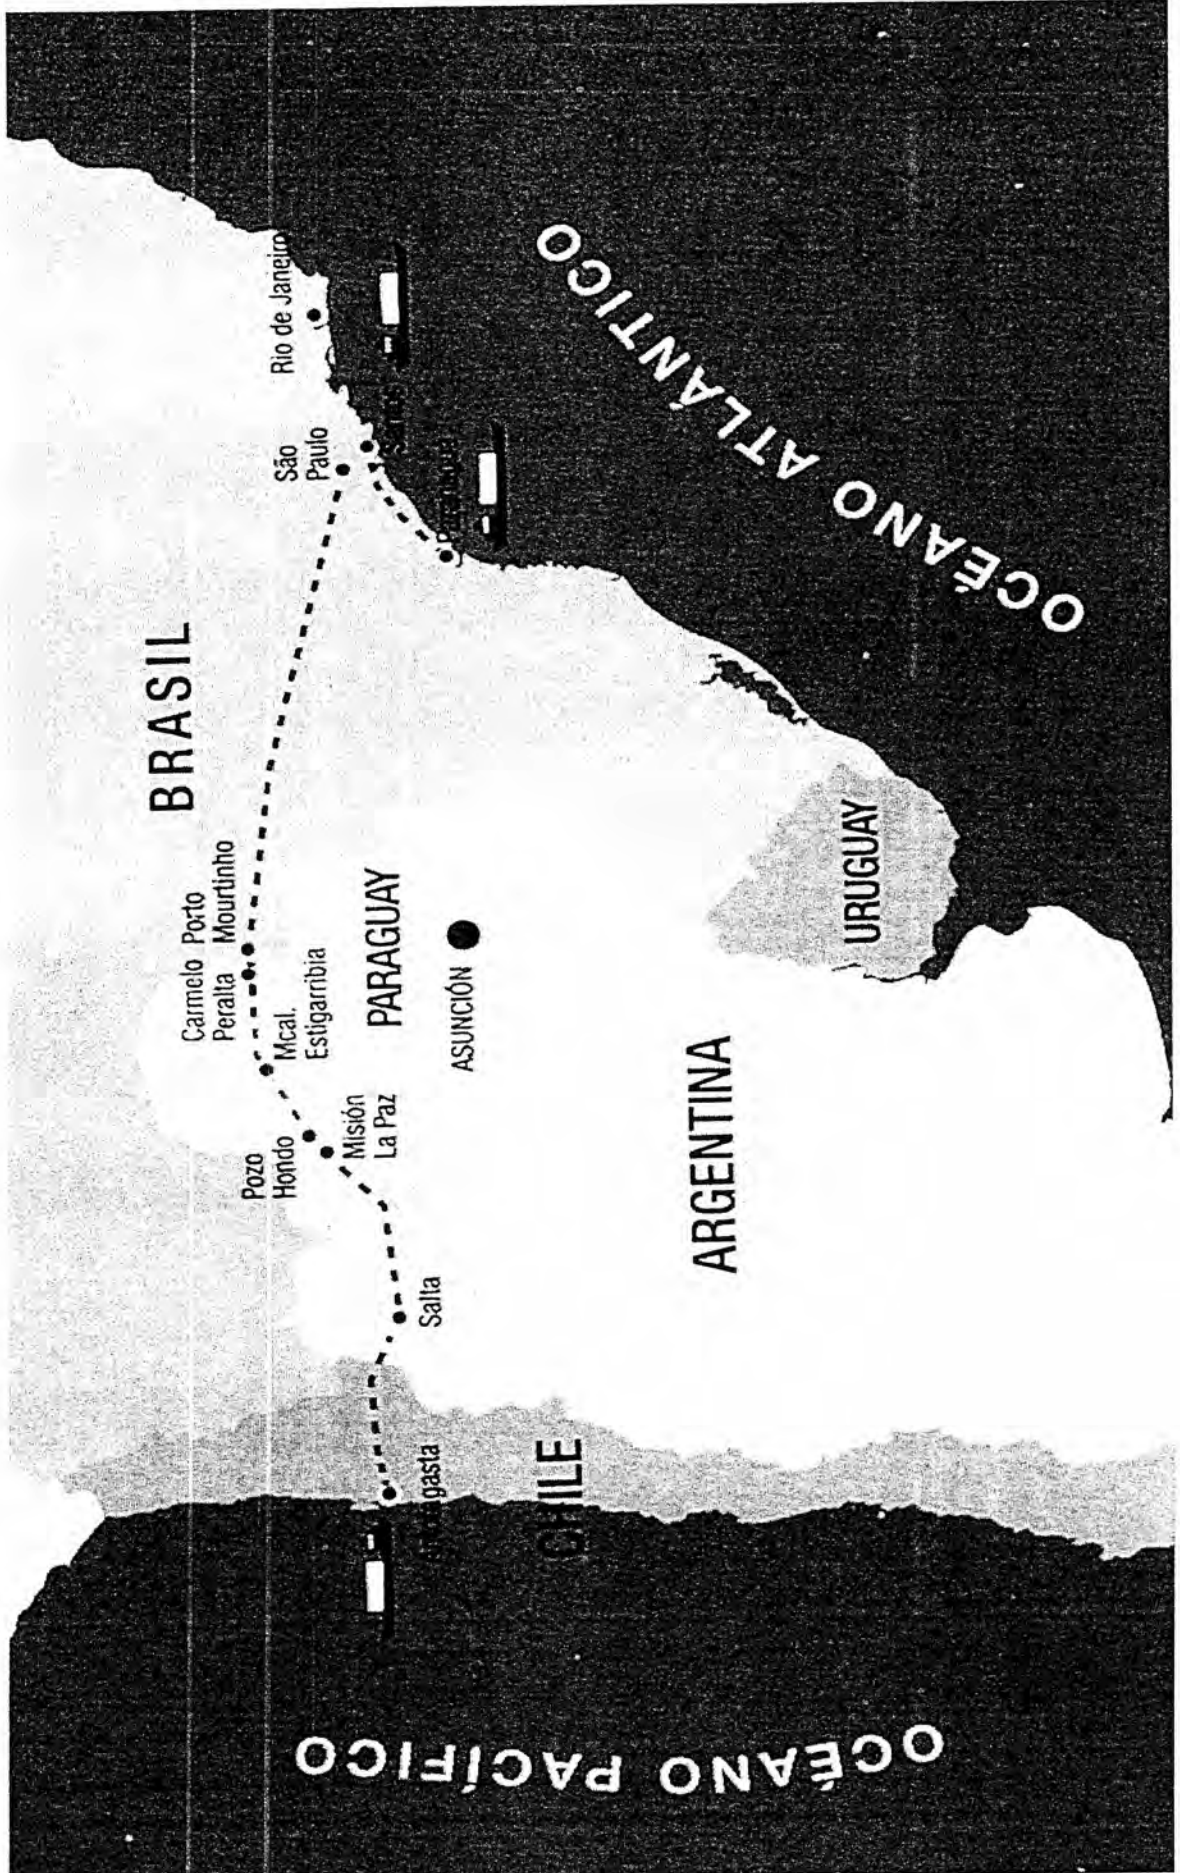 BRASIL
Rio de Janeiro
São
Paulo
Carmelo
Peralta
Porto
Mourtinho
Mcal.
Estigarribia
PARAGUAY
ASUNCIÓN
Pozo
Hondo
Misión
La Paz
Salta
CHILE
ARGENTINA
URUGUAY
OCÉANO ATLÁNTICO
OCÉANO PACÍFICO